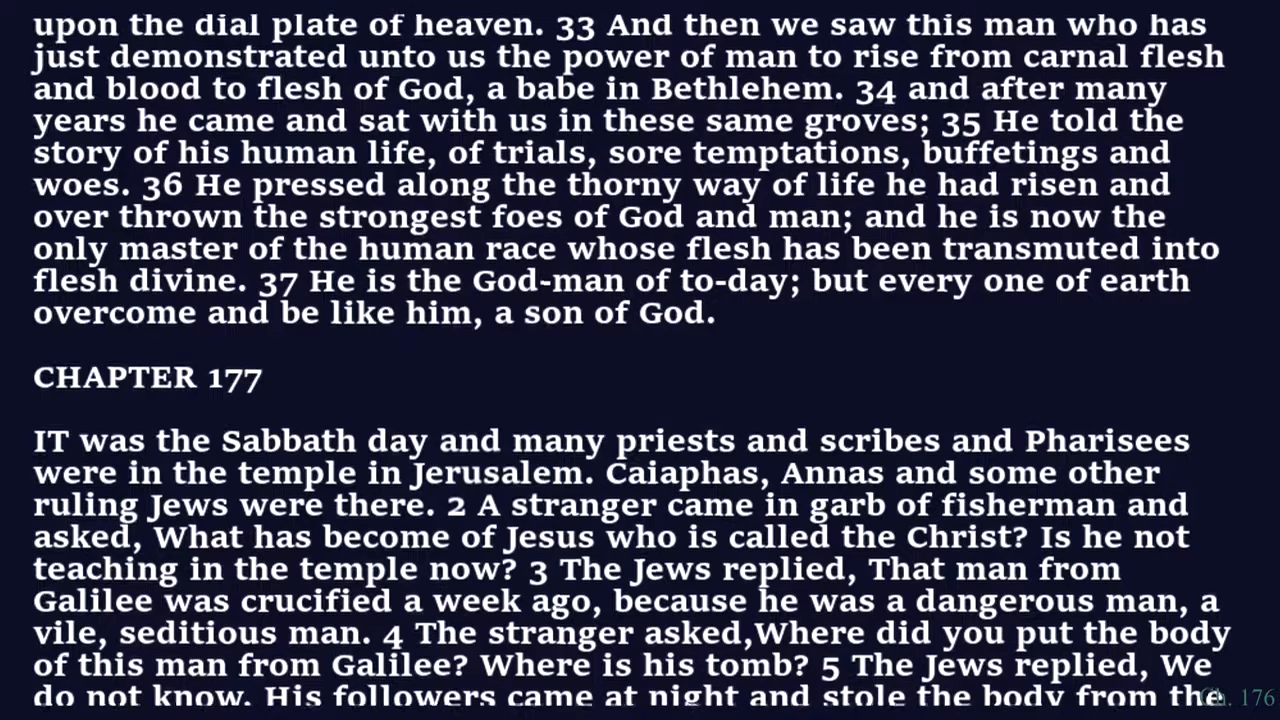 upon the dial plate of heaven. 33 And then we saw this man who has
just demonstrated unto us the power of man to rise from carnal flesh
and blood to flesh of God, a babe in Bethlehem. 34 and after many
years he came and sat with us in these same groves; 35 He told the
story of his human life, of trials, sore temptations, buffetings and
woes. 36 He pressed along the thorny way of life he had risen and
over thrown the strongest foes of God and man; and he is now the
only master of the human race whose flesh has been transmuted into
flesh divine. 37 He is the God-man of to-day; but every one of earth
overcome and be like him, a son of God.
CHAPTER 177
IT was the Sabbath day and many priests and scribes and Pharisees
were in the temple in Jerusalem. Caiaphas, Annas and some other
ruling Jews were there. 2 A stranger came in garb of fisherman and
asked, What has become of Jesus who is called the Christ? Is he not
teaching in the temple now? 3 The Jews replied, That man from
Galilee was crucified a week ago, because he was a dangerous man, a
vile, seditious man. 4 The stranger asked,Where did you put the body
of this man from Galilee? Where is his tomb? 5 The Jews replied, We
do not know. His followers came at night and stole the body from the
Ch. 176